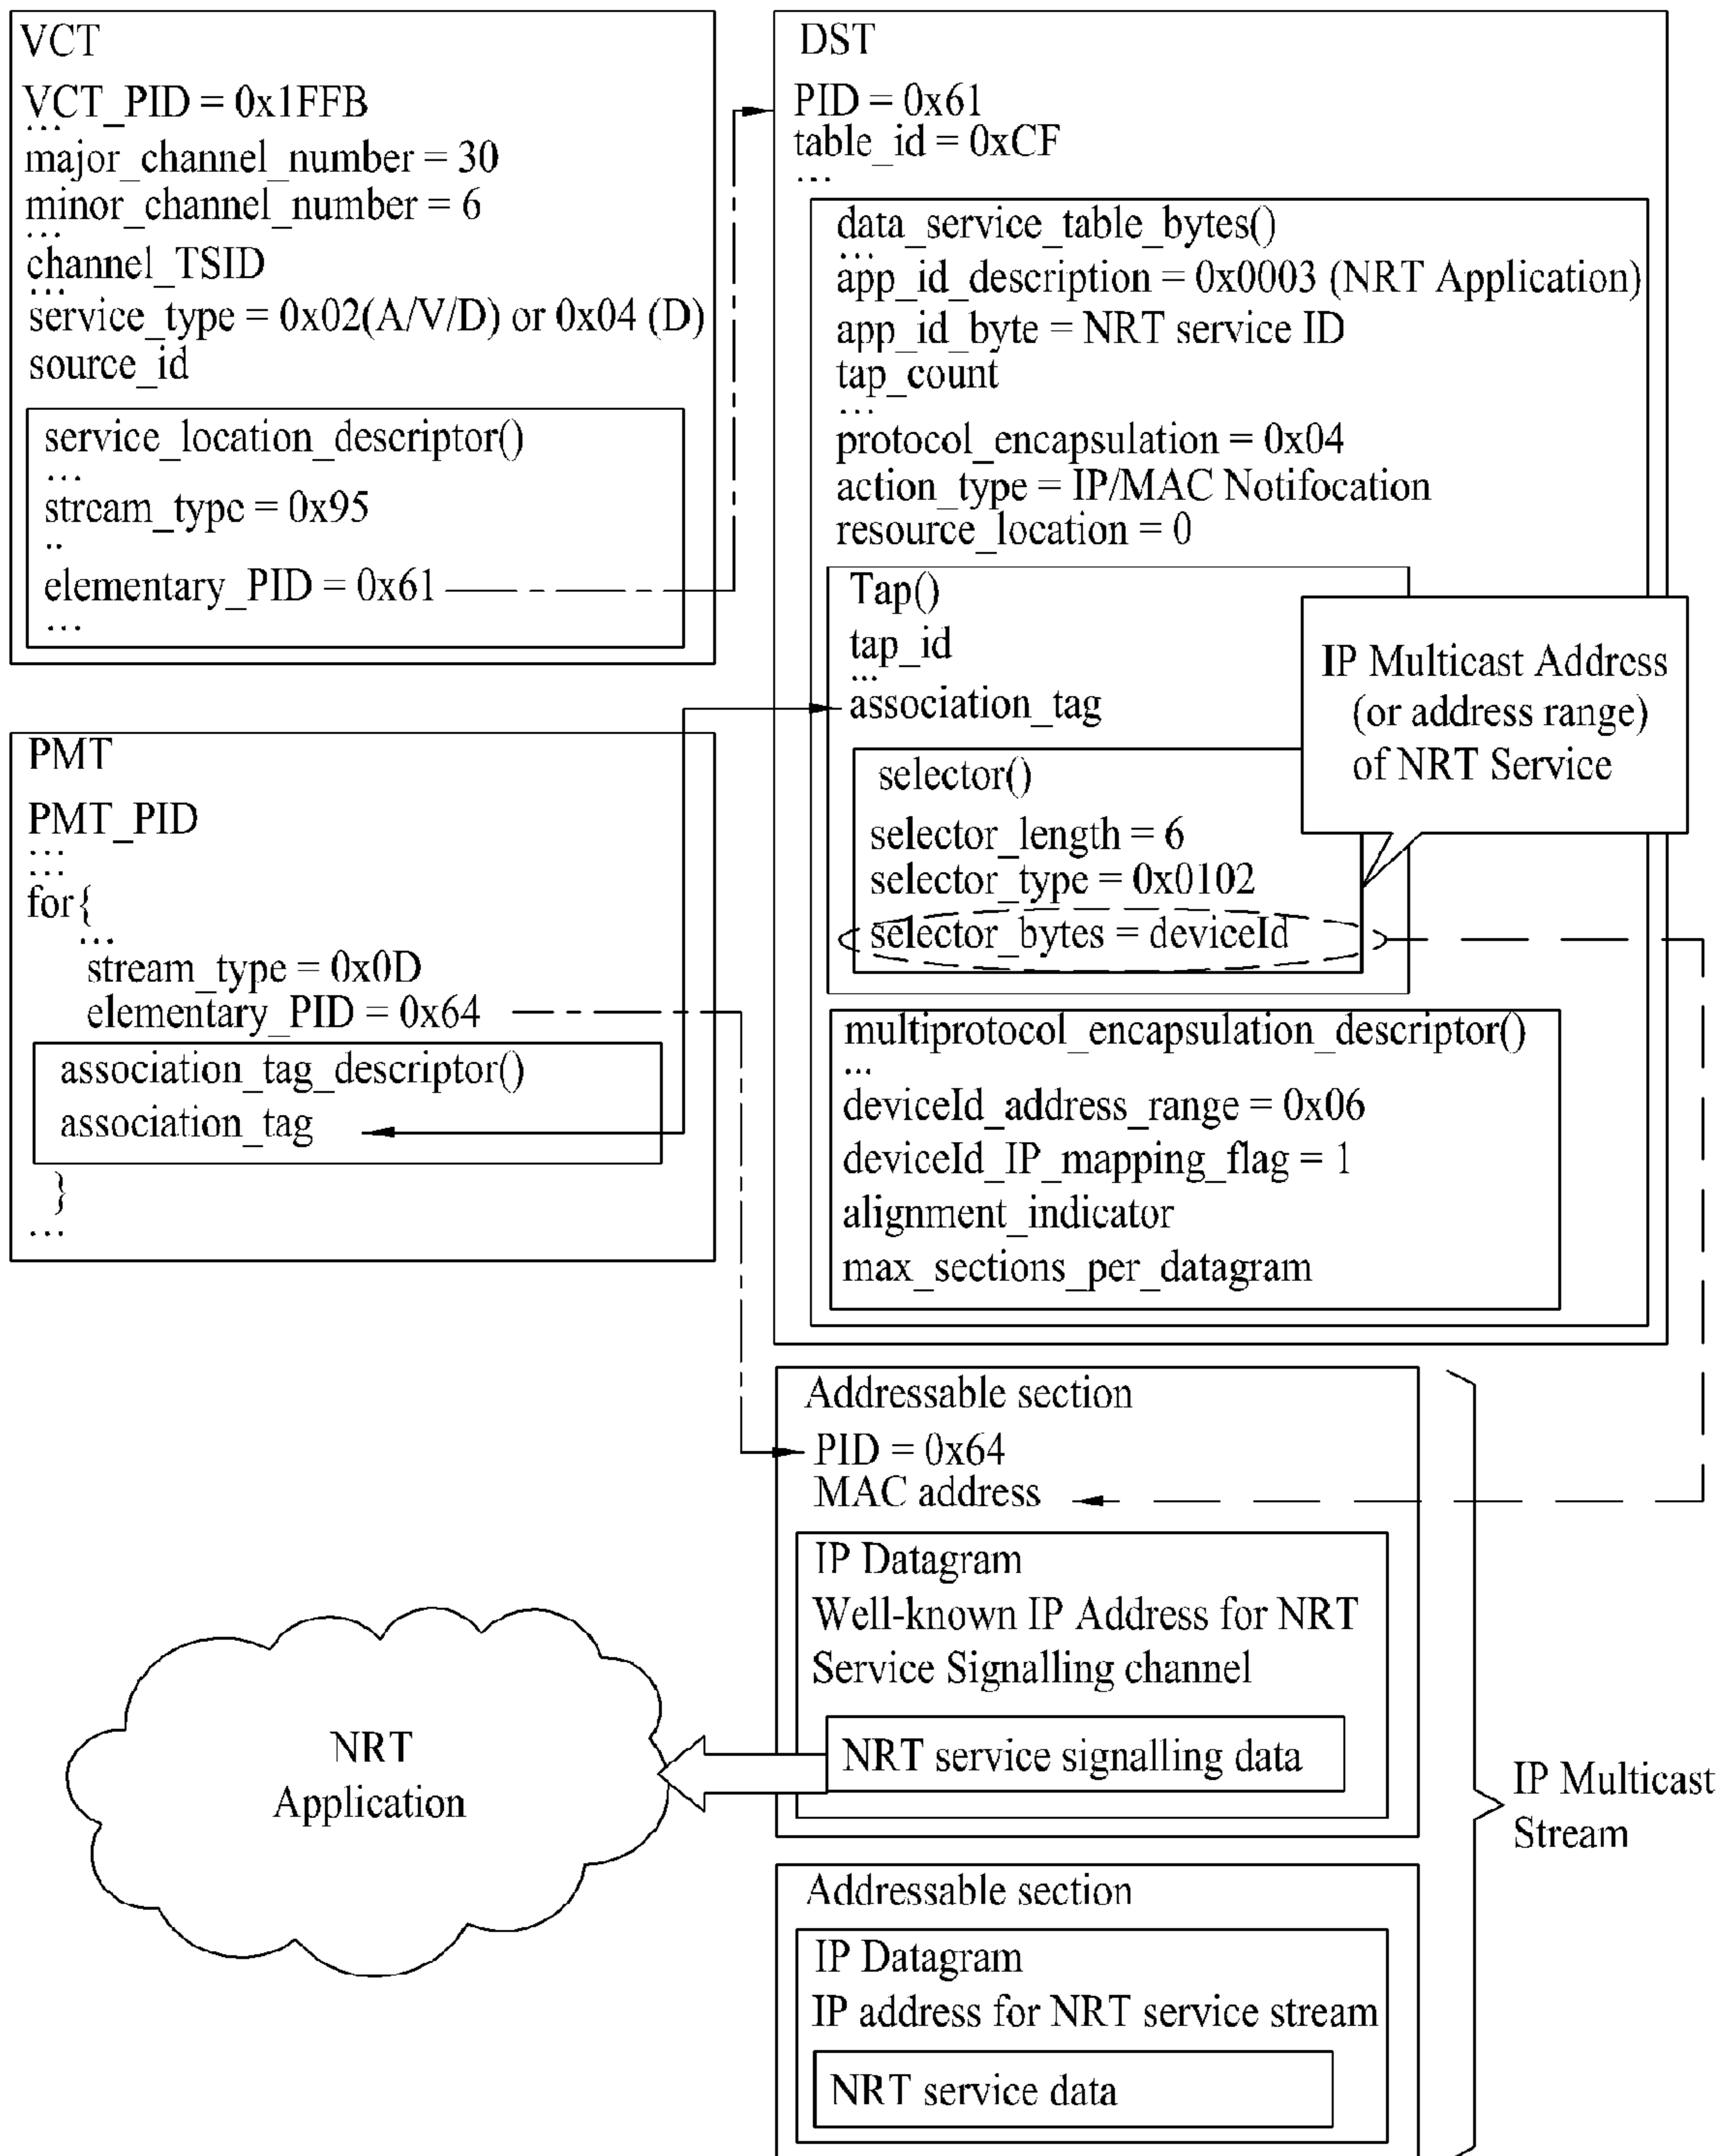 VCT
VCT_PID = 0x1FFB
...
major_channel_number = 30
minor_channel_number = 6
...
channel_TSID
...
service_type = 0x02(A/V/D) or 0x04 (D)
source_id
service_location_descriptor()
...
stream_type = 0x95
..
elementary_PID = 0x61
...
PMT
PMT_PID
...
...
for{
...
stream_type = 0x0D
elementary_PID = 0x64
association_tag_descriptor()
association_tag
}
...
DST
PID = 0x61
table_id = 0xCF
...
data_service_table_bytes()
...
app_id_description = 0x0003 (NRT Application)
app_id_byte = NRT service ID
tap_count
...
protocol_encapsulation = 0x04
action_type = IP/MAC Notifocation
resource_location = 0
Tap()
tap_id
...
association_tag
selector()
selector_length = 6
selector_type = 0x0102
selector_bytes = deviceId
IP Multicast Address
(or address range)
of NRT Service
multiprotocol_encapsulation_descriptor()
...
deviceId_address_range = 0x06
deviceId_IP_mapping_flag = 1
alignment_indicator
max_sections_per_datagram
Addressable section
PID = 0x64
MAC address
IP Datagram
Well-known IP Address for NRT
Service Signalling channel
NRT service signalling data
NRT
Application
IP Multicast
Stream
Addressable section
IP Datagram
IP address for NRT service stream
NRT service data